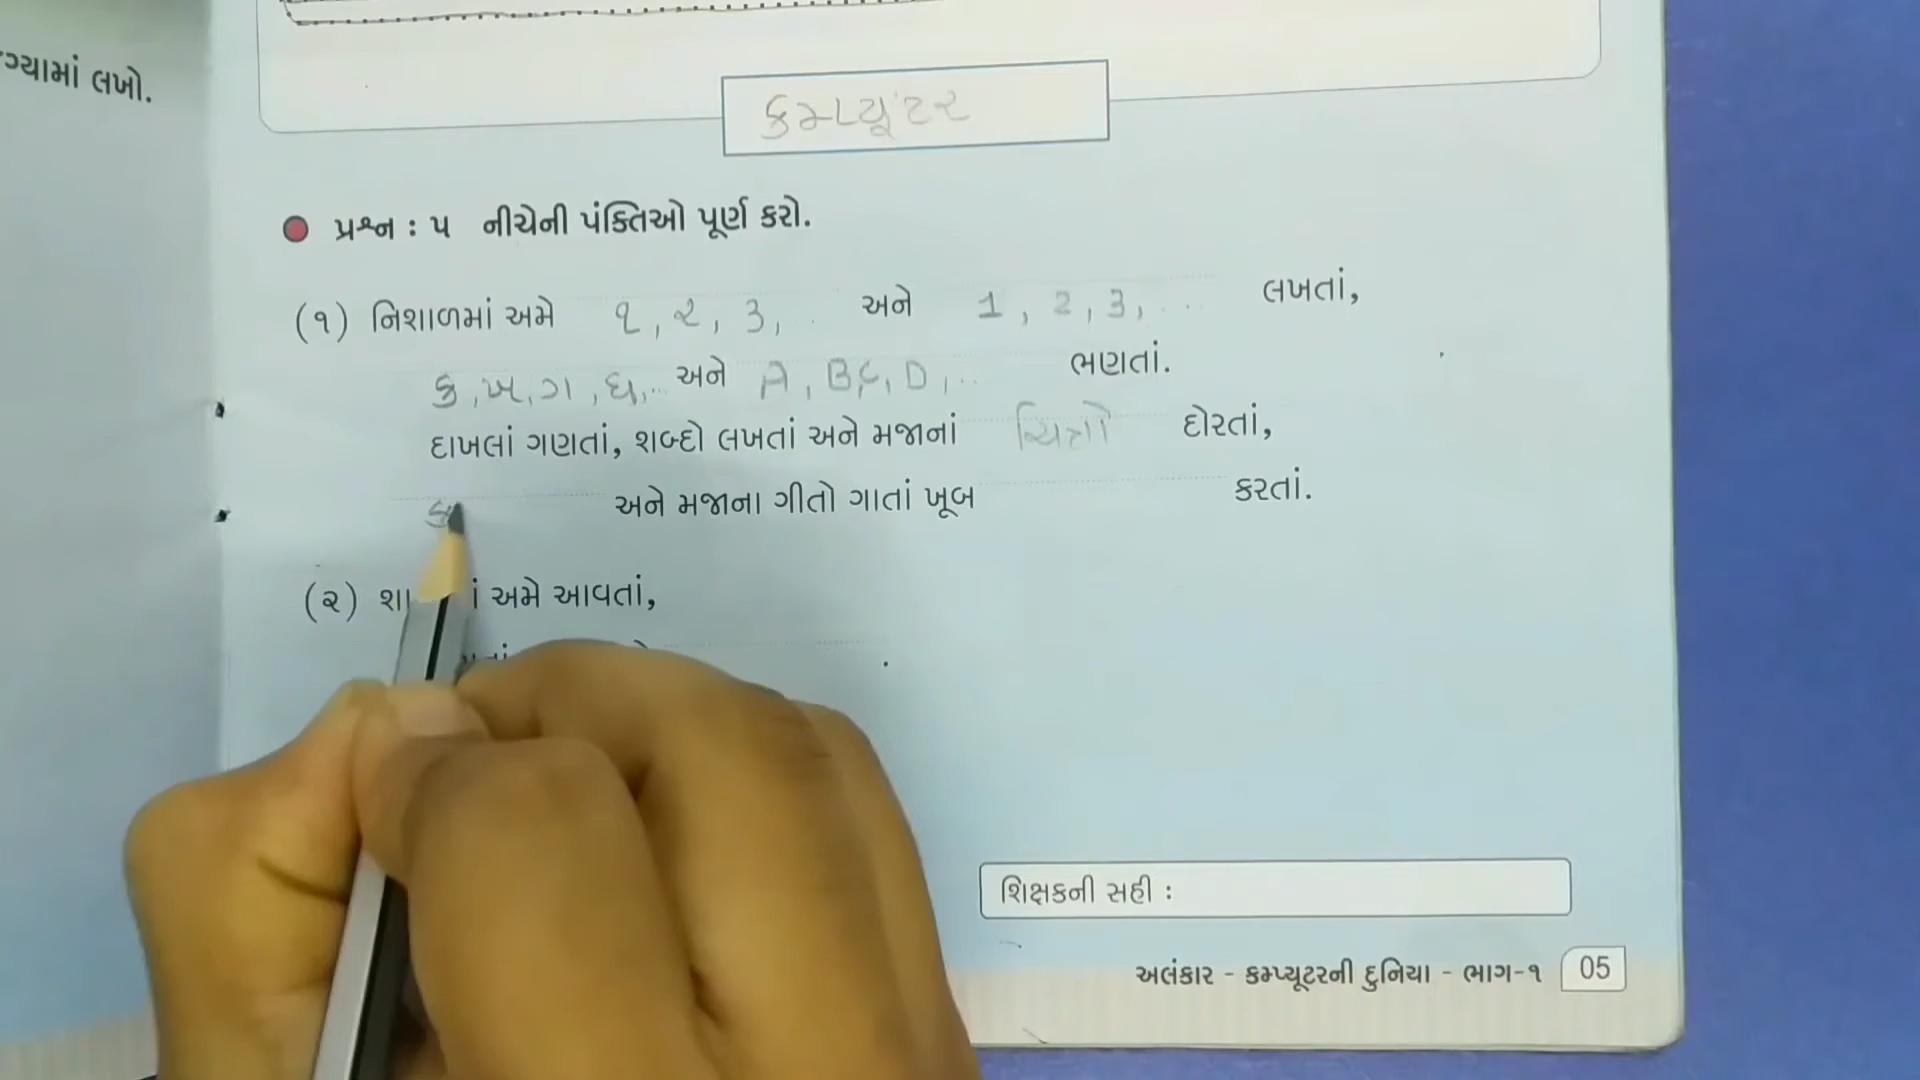 ગ્યામાં લખો.
કમ્પ્યૂટર
પ્રશ્ન : ૫ નીચેની પંક્તિઓ પૂર્ણ કરો.
(૧) નિશાળમાં અમે ૧, ૨, ૩, . અને 1, 2, 3, ... લખતાં,
ક, ખ, ગ, ઘ, ... અને A, B, C, D, ... ભણતાં.
દાખલાં ગણતાં, શબ્દો લખતાં અને મજાનાં ચિત્રો દોરતાં,
ક અને મજાના ગીતો ગાતાં ખૂબ કરતાં.
(૨) અમે આવતાં,
શિક્ષકની સહી :
અલંકાર - કમ્પ્યૂટરની દુનિયા - ભાગ-૧ 05